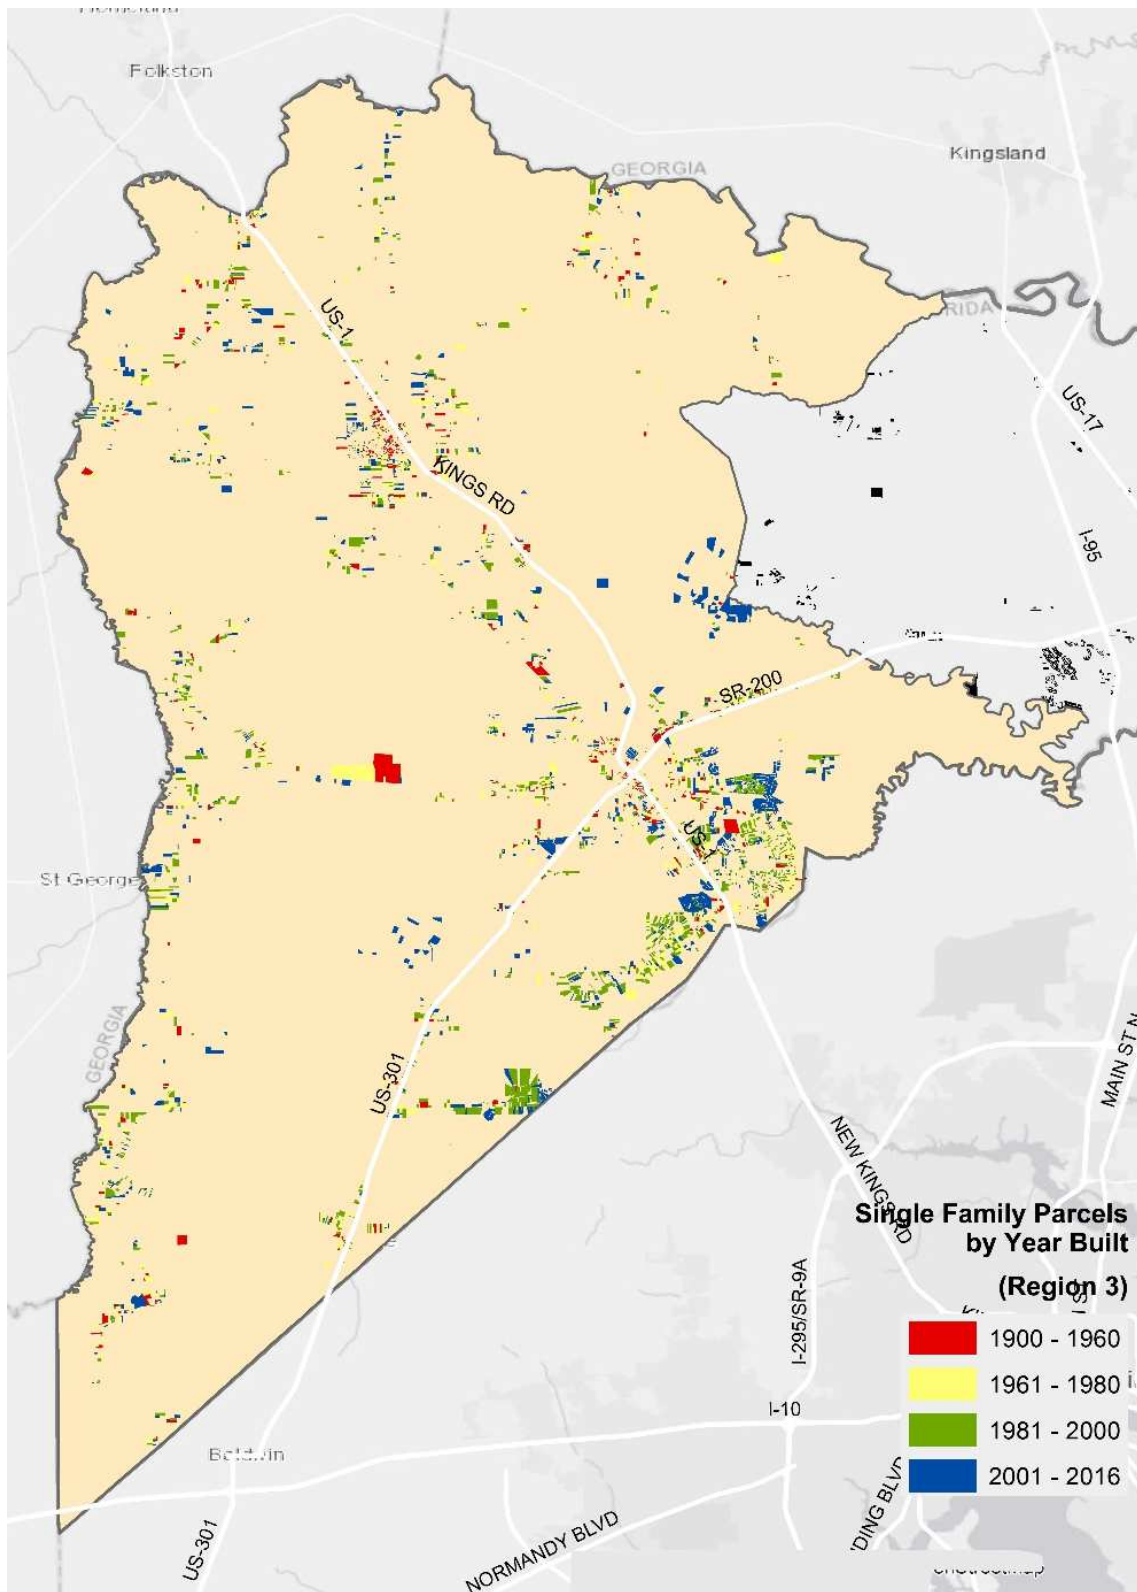 Folkston
Kingsland
GEORGIA
RIDA
US-1
US-17
KINGS RD
I-95
SR-200
US-1
St George
GEORGIA
US-301
MAIN ST N
NEW KINGS RD
Single Family Parcels
by Year Built
(Region 3)
I-295/SR-9A
1900 - 1960
1961 - 1980
1981 - 2000
2001 - 2016
I-10
Baldwin
US-301
NORMANDY BLVD